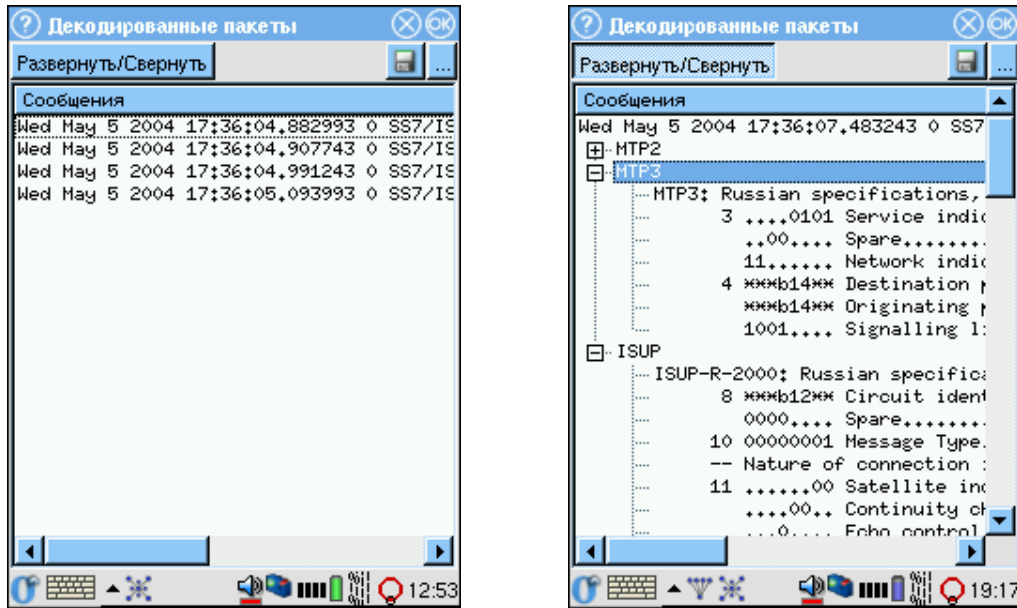 Декодированные пакеты
OK
Развернуть/Свернуть
...
Сообщения
Wed May 5 2004 17:36:04.882993 0 SS7/IS
Wed May 5 2004 17:36:04.907743 0 SS7/IS
Wed May 5 2004 17:36:04.991243 0 SS7/IS
Wed May 5 2004 17:36:05.093993 0 SS7/IS
12:53
Декодированные пакеты
OK
Развернуть/Свернуть
...
Сообщения
Wed May 5 2004 17:36:07.483243 0 SS7
MTP2
MTP3
MTP3: Russian specifications,
3 ....0101 Service indic
..00.... Spare........
11...... Network indic
4 ***b14** Destination p
***b14** Originating p
1001.... Signalling li
ISUP
ISUP-R-2000: Russian specifica
8 ***b12** Circuit ident
0000.... Spare........
10 00000001 Message Type.
-- Nature of connection i
11 ......00 Satellite ind
....00.. Continuity ch
...0.... Echo control
19:17